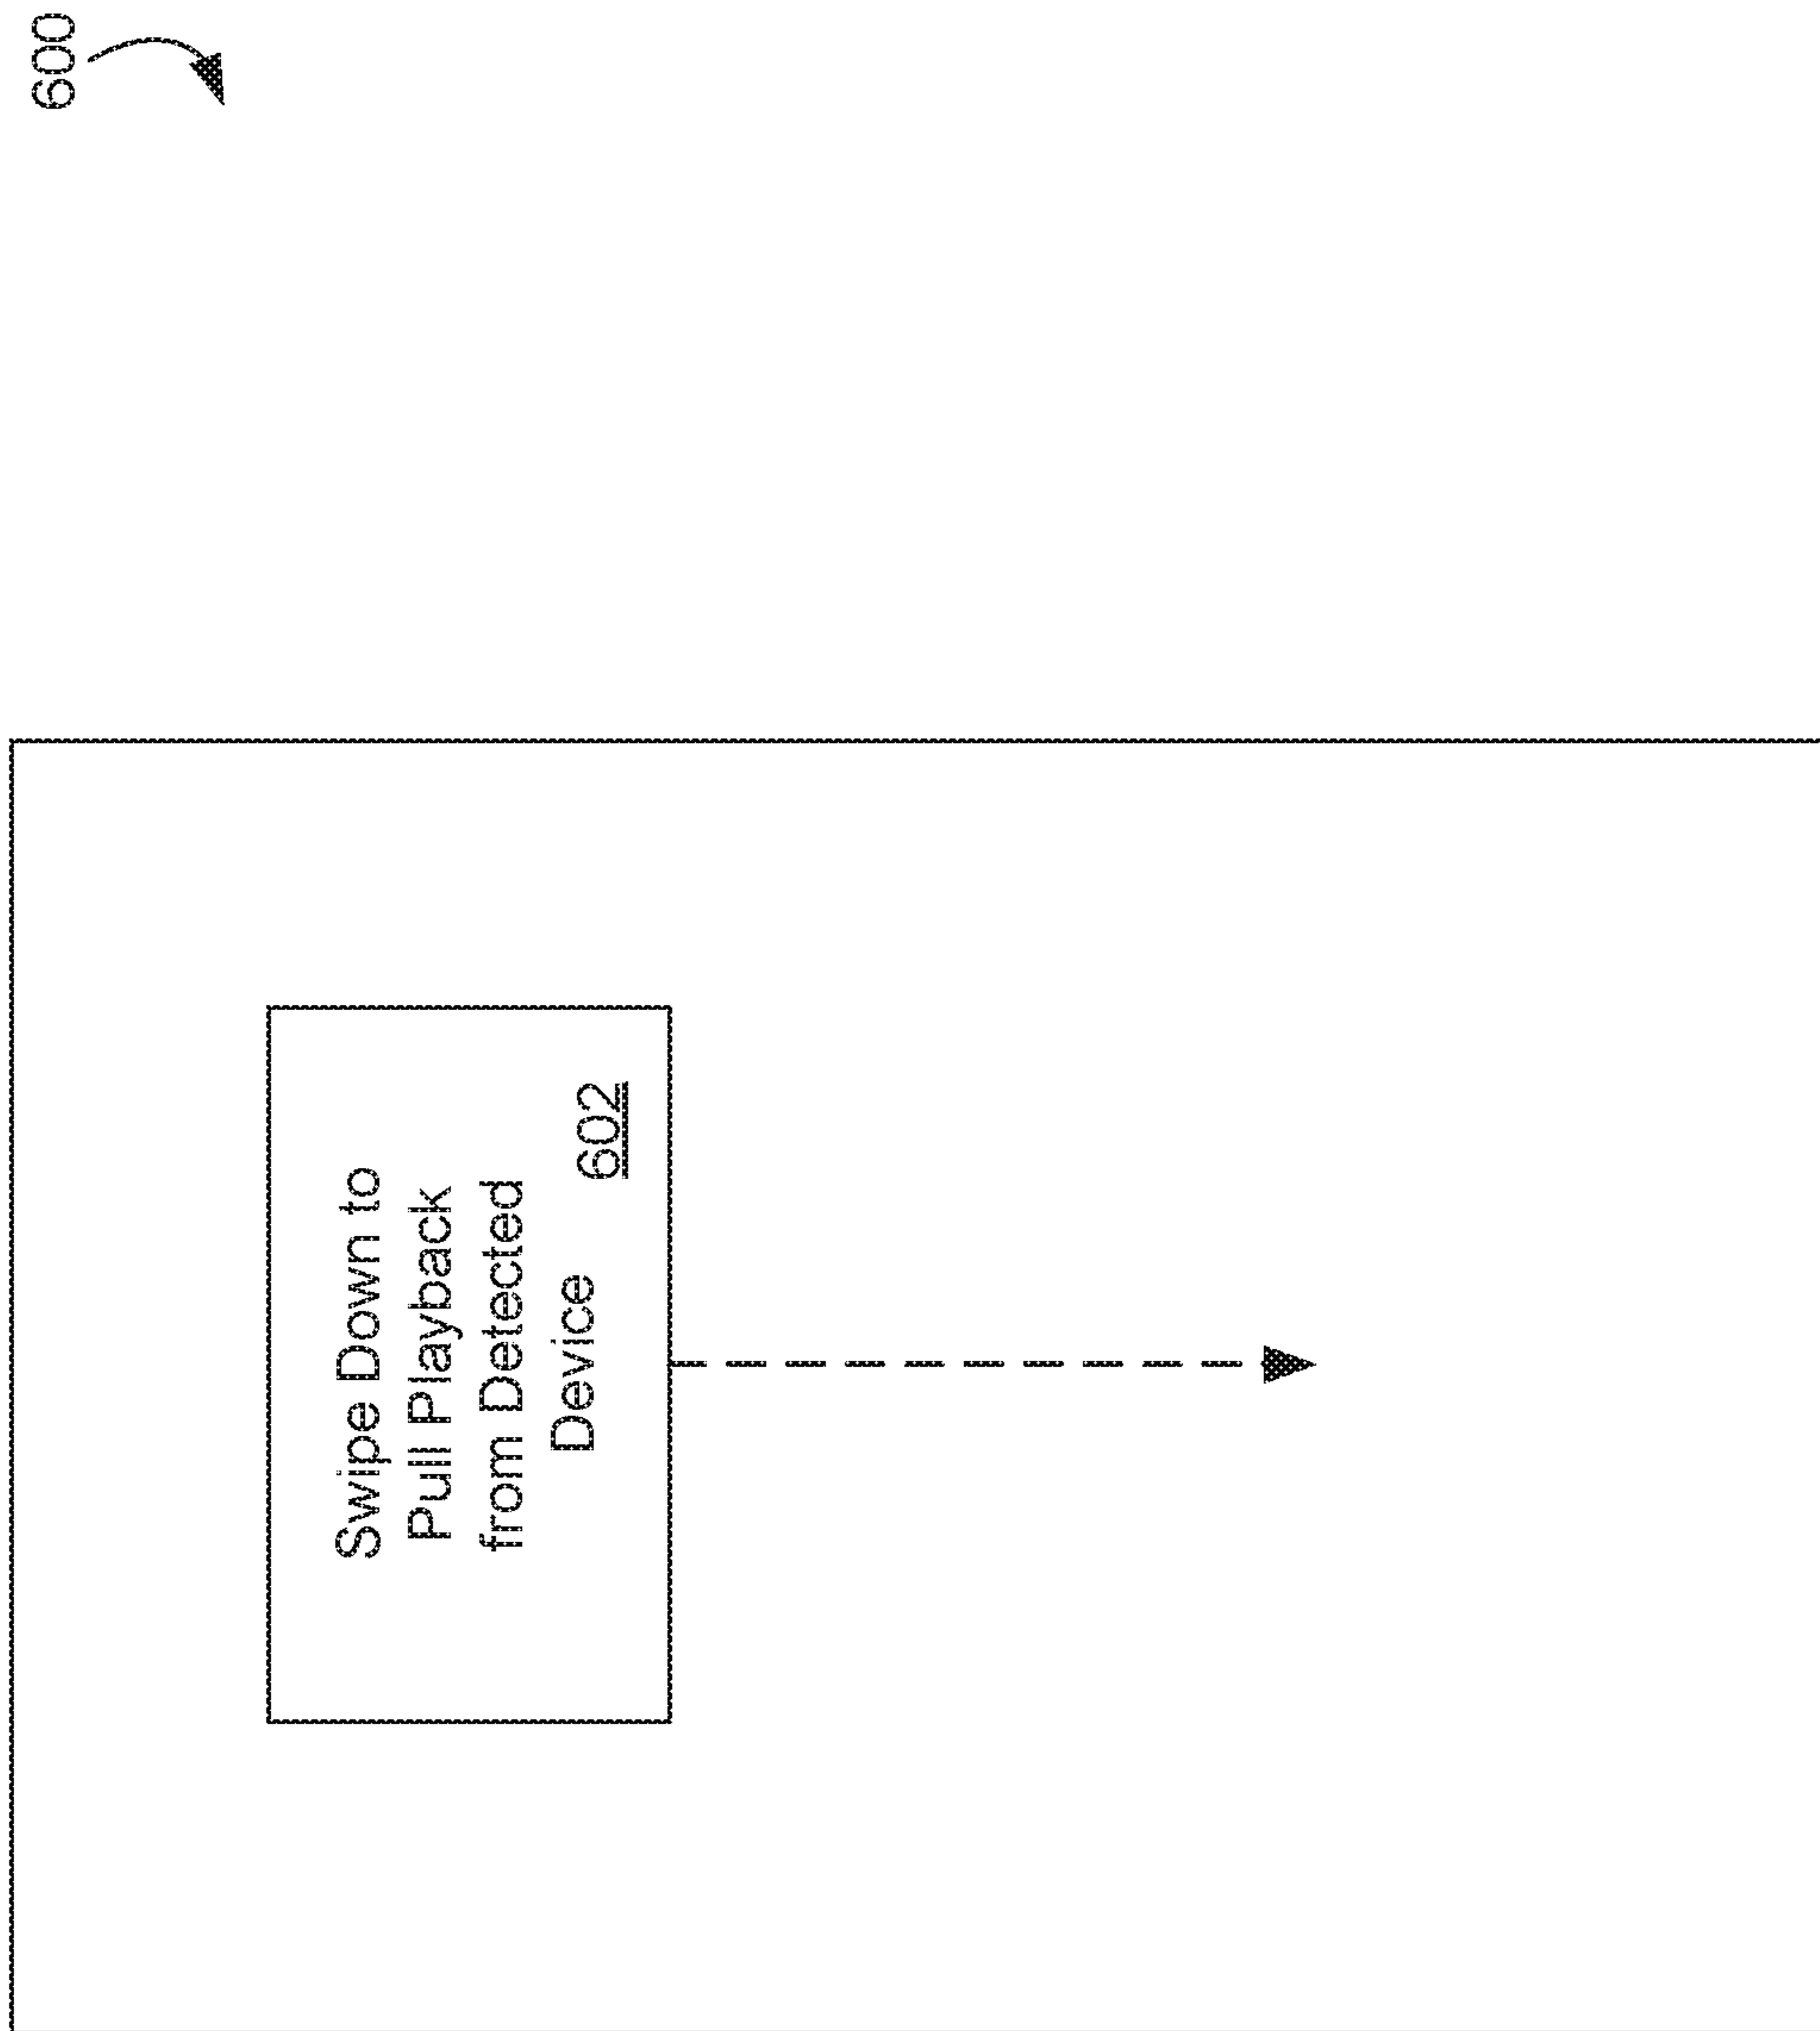 600
Swipe Down to
Pull Playback
from Detected
Device
602